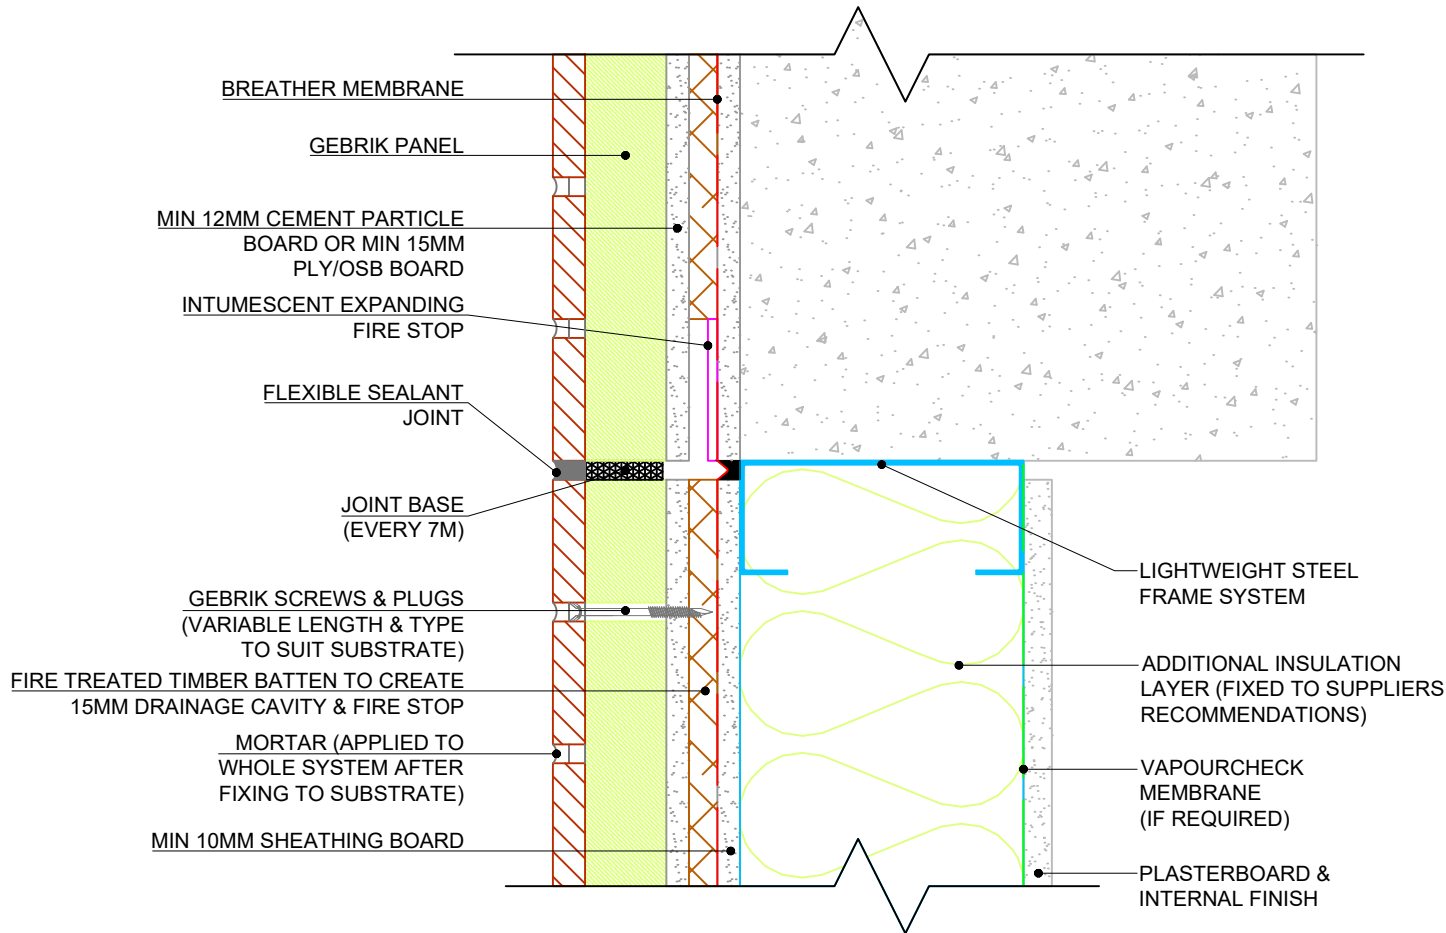 BREATHER MEMBRANE
GEBRIK PANEL
MIN 12MM CEMENT PARTICLE
BOARD OR MIN 15MM
PLY/OSB BOARD
INTUMESCENT EXPANDING
FIRE STOP
FLEXIBLE SEALANT
JOINT
JOINT BASE
(EVERY 7M)
GEBRIK SCREWS & PLUGS
(VARIABLE LENGTH & TYPE
TO SUIT SUBSTRATE)
FIRE TREATED TIMBER BATTEN TO CREATE
15MM DRAINAGE CAVITY & FIRE STOP
MORTAR (APPLIED TO
WHOLE SYSTEM AFTER
FIXING TO SUBSTRATE)
MIN 10MM SHEATHING BOARD
LIGHTWEIGHT STEEL
FRAME SYSTEM
ADDITIONAL INSULATION
LAYER (FIXED TO SUPPLIERS
RECOMMENDATIONS)
VAPOURCHECK
MEMBRANE
(IF REQUIRED)
PLASTERBOARD &
INTERNAL FINISH